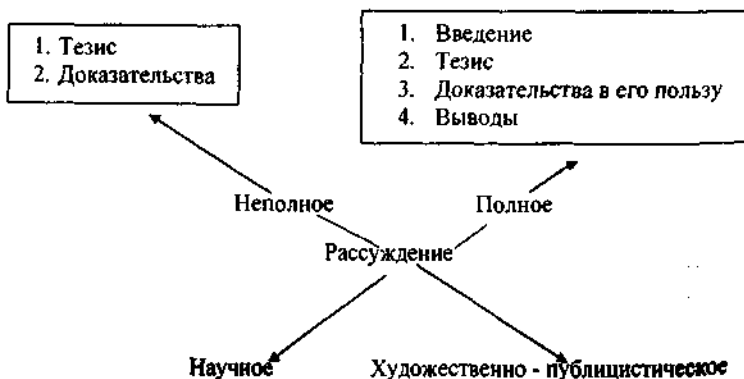 1. Тезис
2. Доказательства
1. Введение
2. Тезис
3. Доказательства в его пользу
4. Выводы
Неполное
Полное
Рассуждение
Научное
Художественно - публицистическое